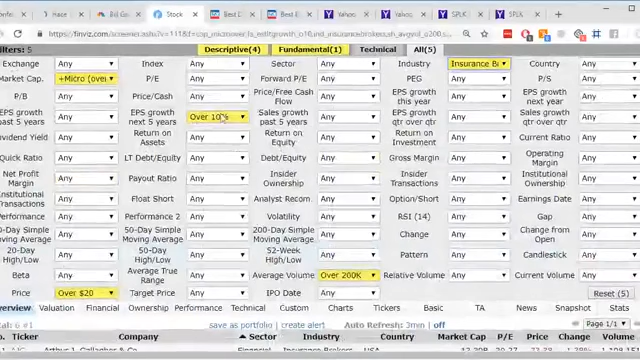 Hace Bill Go Stock Best D Best D Yahoo Yahoo SPLK SPLK
https://finviz.com/screener.ashx?v=111&
ilters: 5 Descriptive(4) Fundamental(1) Technical All(5)
Exchange Any Index Any Sector Any Industry Insurance B Country Any
Market Cap. +Micro (over P/E Any Forward P/E Any PEG Any P/S Any
P/B Any Price/Cash Any Price/Free Cash Flow Any EPS growth this year Any EPS growth next year Any
EPS growth past 5 years Any EPS growth next 5 years Over 10% Sales growth past 5 years Any EPS growth qtr over qtr Any Sales growth qtr over qtr Any
ividend Yield Any Return on Assets Any Return on Equity Any Return on Investment Any Current Ratio Any
Quick Ratio Any LT Debt/Equity Any Debt/Equity Any Gross Margin Any Operating Margin Any
Net Profit Margin Any Payout Ratio Any Insider Ownership Any Insider Transactions Any Institutional Ownership Any
nstitutional Transactions Any Float Short Any Analyst Recom. Any Option/Short Any Earnings Date Any
Performance Any Performance 2 Any Volatility Any RSI (14) Any Gap Any
0-Day Simple Moving Average Any 50-Day Simple Moving Average Any 200-Day Simple Moving Average Any Change Any Change from Open Any
20-Day High/Low Any 50-Day High/Low Any 52-Week High/Low Any Pattern Any Candlestick Any
Beta Any Average True Range Any Average Volume Over 200K Relative Volume Any Current Volume Any
Price Over $20 Target Price Any IPO Date Any Reset (5)
verview Valuation Financial Ownership Performance Technical Custom Charts Tickers Basic TA News Snapshot Stats
tal: 6 #1 save as portfolio | create alert Auto Refresh: 3min | off Page 1/1
Ticker Company Sector Industry Country Market Cap P/E Price Change Volume